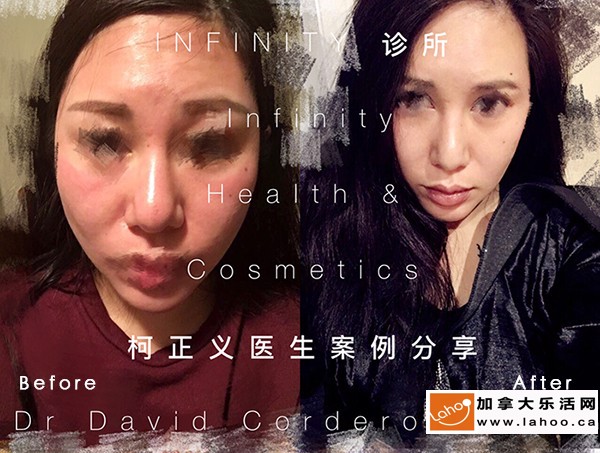 INFINITY 诊所
Infinity
Health &
Cosmetics
柯正义医生案例分享
Before
After
Dr David Cordero
Lahoo
加拿大乐活网
www.lahoo.ca